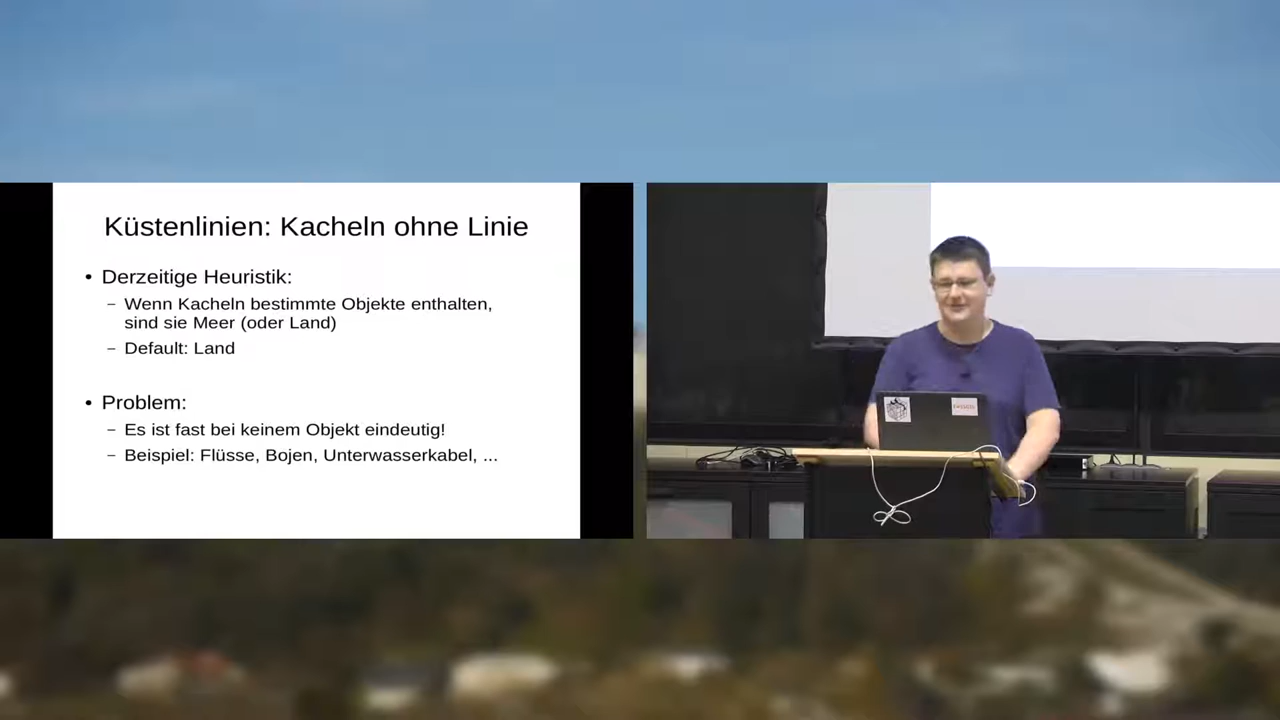 Küstenlinien: Kacheln ohne Linie
• Derzeitige Heuristik:
– Wenn Kacheln bestimmte Objekte enthalten,
sind sie Meer (oder Land)
– Default: Land
• Problem:
– Es ist fast bei keinem Objekt eindeutig!
– Beispiel: Flüsse, Bojen, Unterwasserkabel, ...